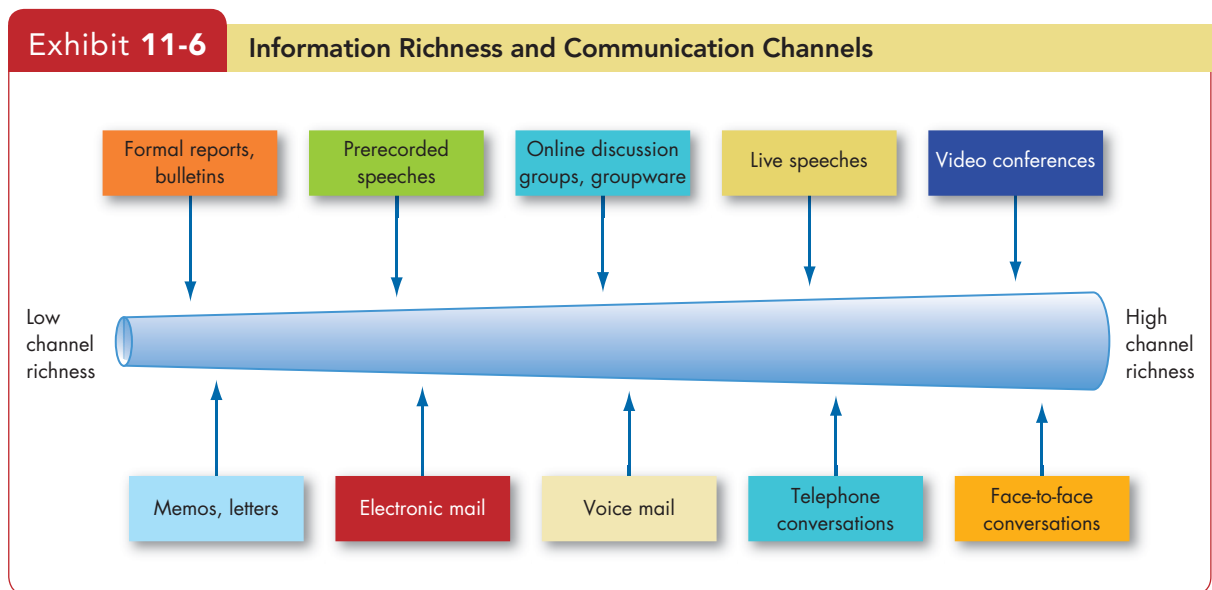 Exhibit 11-6
Information Richness and Communication Channels
Formal reports,
bulletins
Prerecorded
speeches
Online discussion
groups, groupware
Live speeches
Video conferences
Low
channel
richness
High
channel
richness
Memos, letters
Electronic mail
Voice mail
Telephone
conversations
Face-to-face
conversations